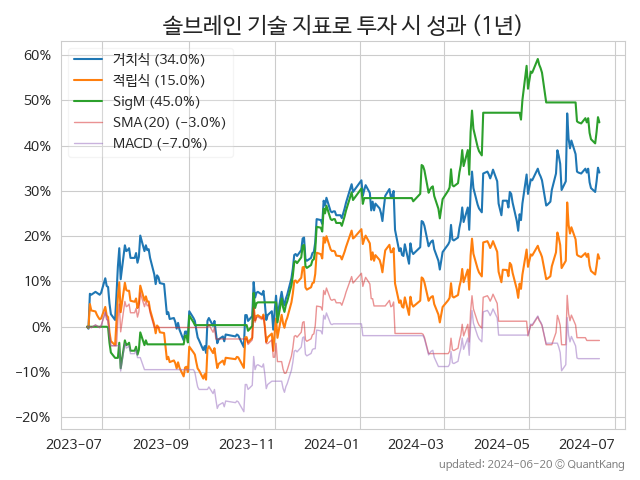 솔브레인 기술 지표로 투자 시 성과 (1년)
거치식 (34.0%)
적립식 (15.0%)
SigM (45.0%)
SMA(20) (−3.0%)
MACD (−7.0%)
60%
50%
40%
30%
20%
10%
0%
−10%
−20%
2023-07 2023-09 2023-11 2024-01 2024-03 2024-05 2024-07
updated: 2024-06-20 © QuantKang